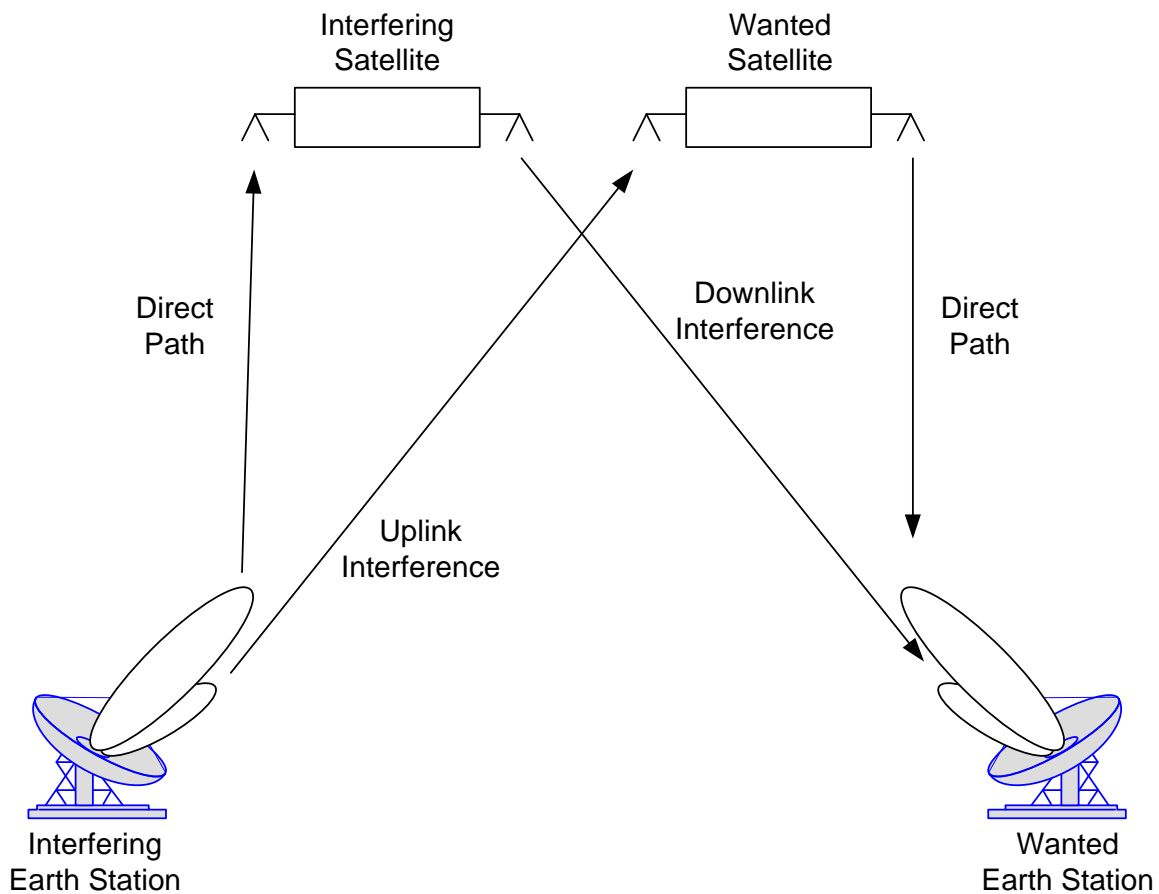 Interfering
Satellite
Wanted
Satellite
Direct
Path
Downlink
Interference
Direct
Path
Uplink
Interference
Interfering
Earth Station
Wanted
Earth Station